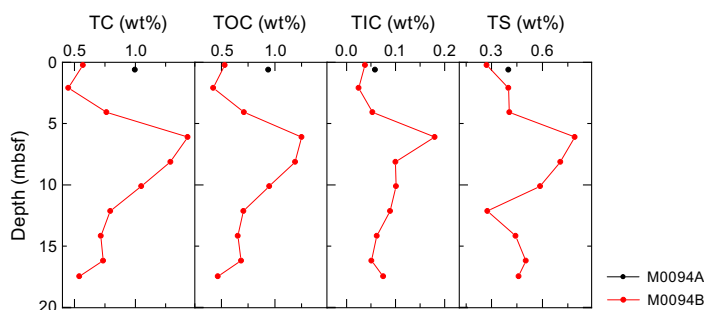 TC (wt%) TOC (wt%) TIC (wt%) TS (wt%)
0.5 1.0 0.5 1.0 0.0 0.1 0.2 0.3 0.6
0
5
10
15
20
Depth (mbsf)
M0094A
M0094B